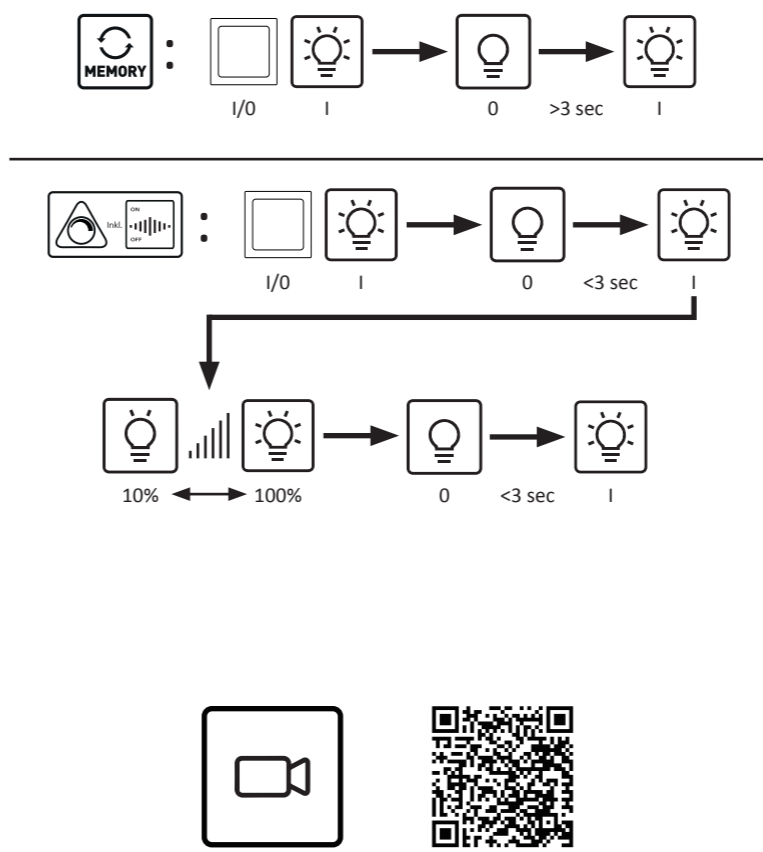 MEMORY :
I/0 I 0 >3 sec I
ON
Inkl. :
OFF
I/0 I 0 <3 sec I
10% 100% 0 <3 sec I